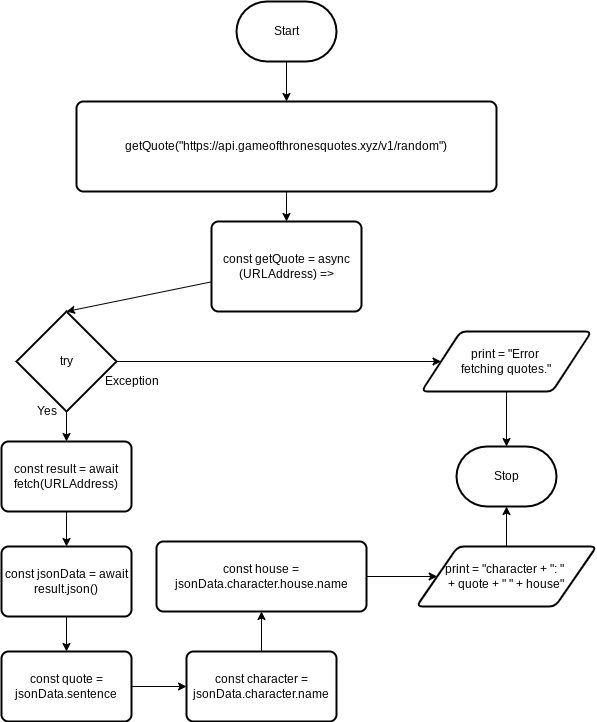 Start
getQuote("https://api.gameofthronesquotes.xyz/v1/random")
const getQuote = async
(URLAddress) =>
try
Exception
Yes
print = "Error
fetching quotes."
const result = await
fetch(URLAddress)
Stop
const jsonData = await
result.json()
const house =
jsonData.character.house.name
print = "character + ": "
+ quote + " " + house"
const quote =
jsonData.sentence
const character =
jsonData.character.name